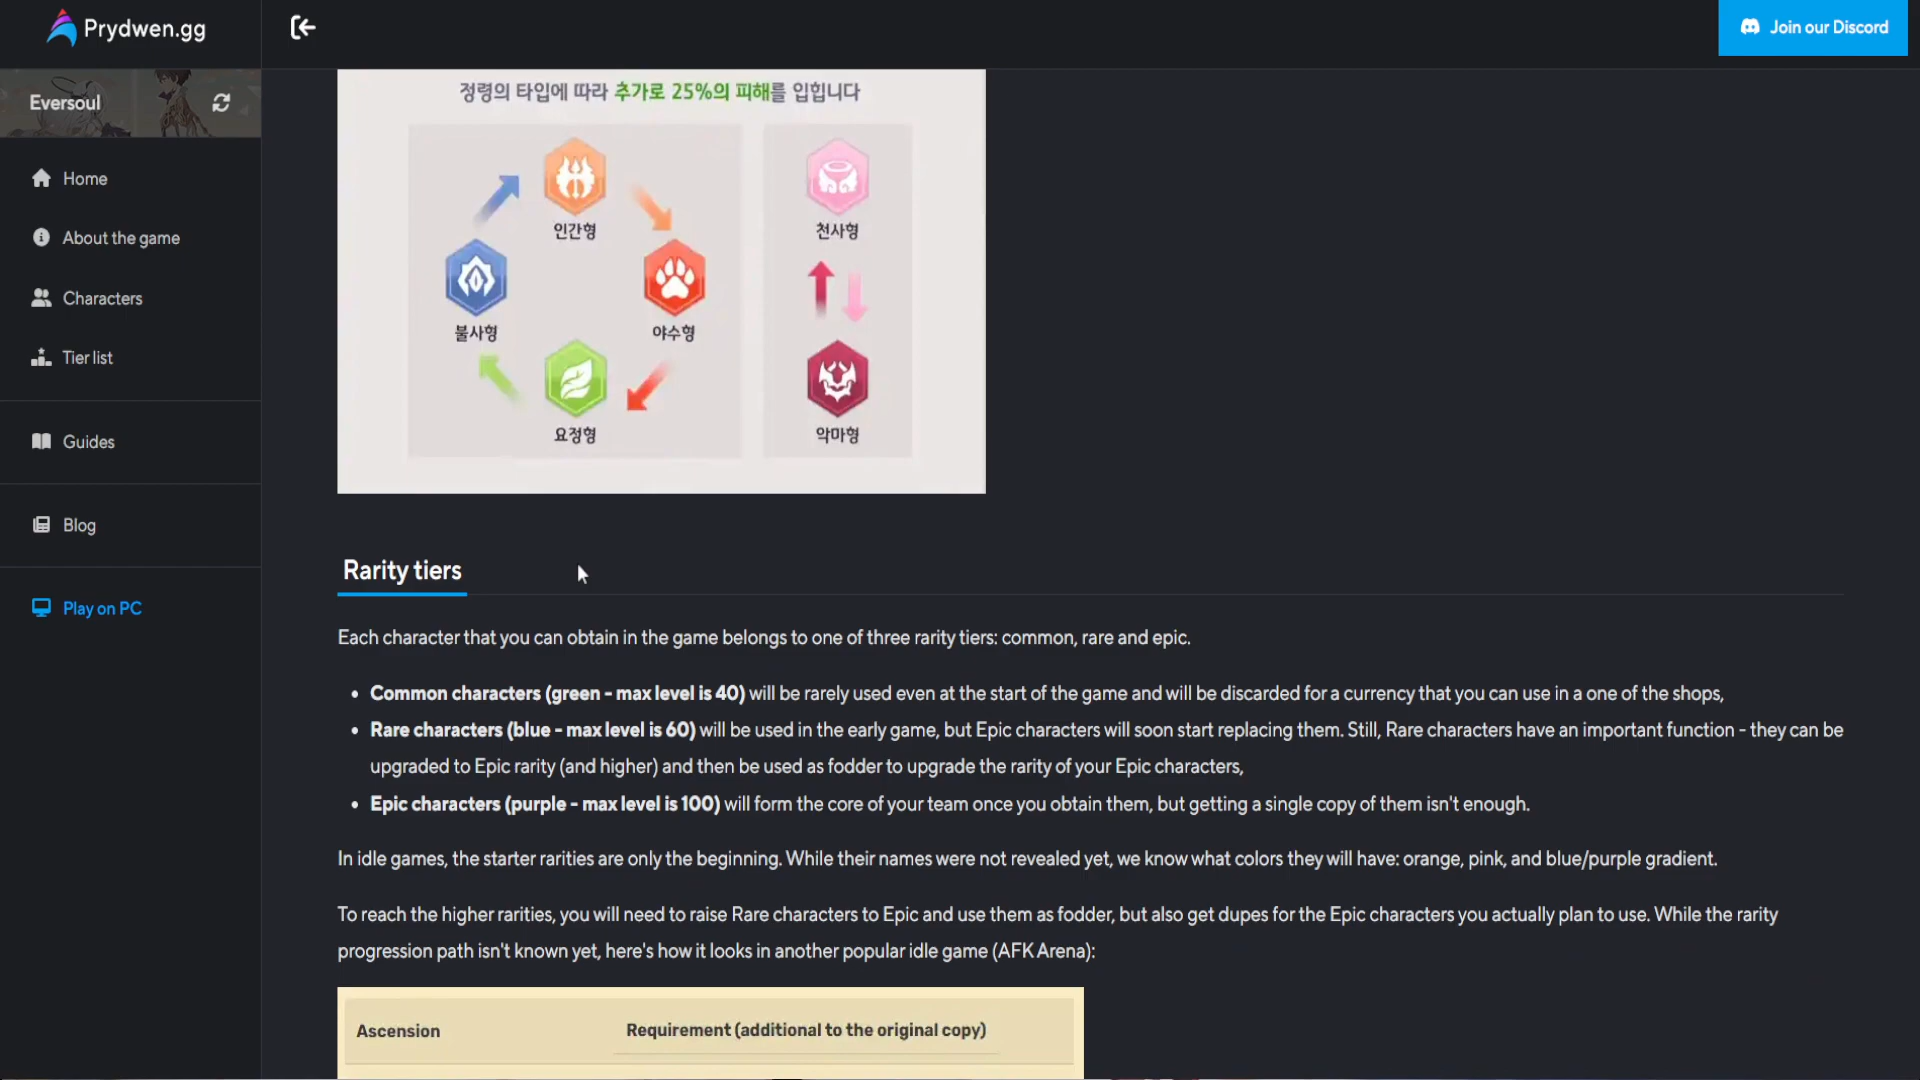 Prydwen.gg
Join our Discord
Eversoul
Home
About the game
Characters
Tier list
Guides
Blog
Play on PC
정령의 타입에 따라 추가로 25%의 피해를 입힙니다
인간형
천사형
불사형
야수형
요정형
악마형
Rarity tiers
Each character that you can obtain in the game belongs to one of three rarity tiers: common, rare and epic.
• Common characters (green - max level is 40) will be rarely used even at the start of the game and will be discarded for a currency that you can use in a one of the shops,
• Rare characters (blue - max level is 60) will be used in the early game, but Epic characters will soon start replacing them. Still, Rare characters have an important function - they can be
upgraded to Epic rarity (and higher) and then be used as fodder to upgrade the rarity of your Epic characters,
• Epic characters (purple - max level is 100) will form the core of your team once you obtain them, but getting a single copy of them isn't enough.
In idle games, the starter rarities are only the beginning. While their names were not revealed yet, we know what colors they will have: orange, pink, and blue/purple gradient.
To reach the higher rarities, you will need to raise Rare characters to Epic and use them as fodder, but also get dupes for the Epic characters you actually plan to use. While the rarity
progression path isn't known yet, here's how it looks in another popular idle game (AFK Arena):
Ascension
Requirement (additional to the original copy)